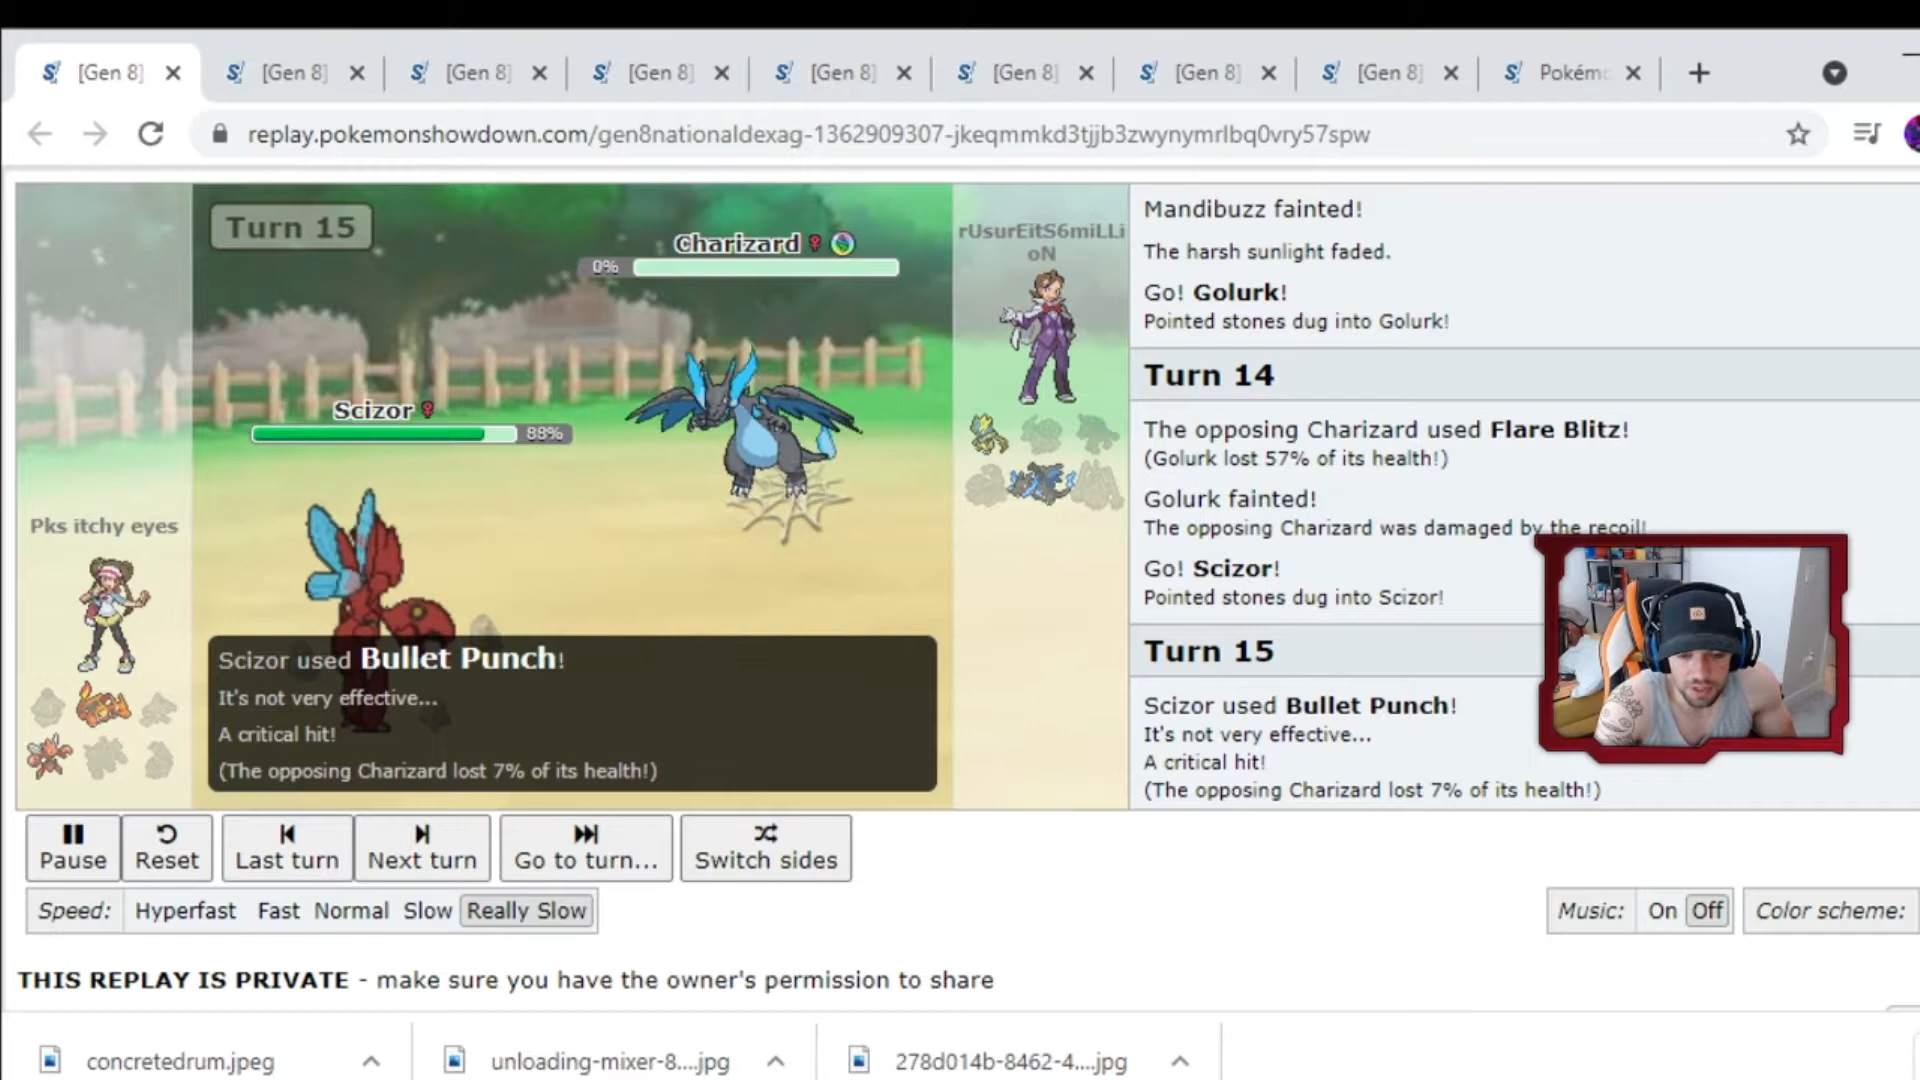 [Gen 8] [Gen 8] [Gen 8] [Gen 8] [Gen 8] [Gen 8] [Gen 8] [Gen 8] Pokém
replay.pokemonshowdown.com/gen8nationaldexag-1362909307-jkeqmmkd3tjjb3zwynymrlbq0vry57spw
Turn 15
Charizard
0%
Scizor
88%
rUsurEitS6miLLi
oN
Pks itchy eyes
Scizor used Bullet Punch!
It's not very effective...
A critical hit!
(The opposing Charizard lost 7% of its health!)
Mandibuzz fainted!
The harsh sunlight faded.
Go! Golurk!
Pointed stones dug into Golurk!
Turn 14
The opposing Charizard used Flare Blitz!
(Golurk lost 57% of its health!)
Golurk fainted!
The opposing Charizard was damaged by the recoil!
Go! Scizor!
Pointed stones dug into Scizor!
Turn 15
Scizor used Bullet Punch!
It's not very effective...
A critical hit!
(The opposing Charizard lost 7% of its health!)
Pause Reset Last turn Next turn Go to turn... Switch sides
Speed: Hyperfast Fast Normal Slow Really Slow
Music: On Off Color scheme:
THIS REPLAY IS PRIVATE - make sure you have the owner's permission to share
concretedrum.jpeg unloading-mixer-8....jpg 278d014b-8462-4....jpg